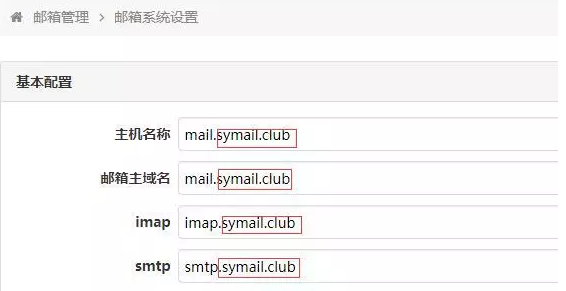 邮箱管理 > 邮箱系统设置
基本配置
主机名称 mail.symail.club
邮箱主域名 mail.symail.club
imap imap.symail.club
smtp smtp.symail.club